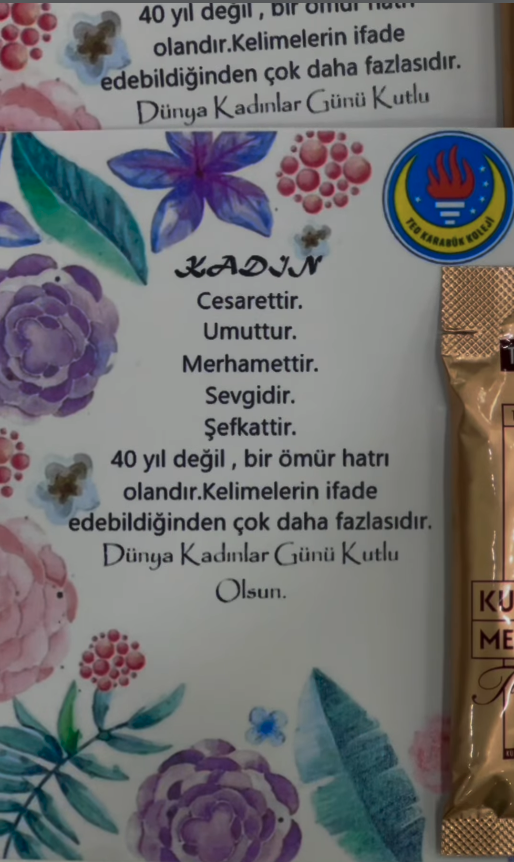 40 yıl değil , bir ömür hatrı
olandır.Kelimelerin ifade
edebildiğinden çok daha fazlasıdır.
Dünya Kadınlar Günü Kutlu
TED KARABÜK KOLEJİ
KADIN
Cesarettir.
Umuttur.
Merhamettir.
Sevgidir.
Şefkattir.
40 yıl değil , bir ömür hatrı
olandır.Kelimelerin ifade
edebildiğinden çok daha fazlasıdır.
Dünya Kadınlar Günü Kutlu
Olsun.
KU
ME